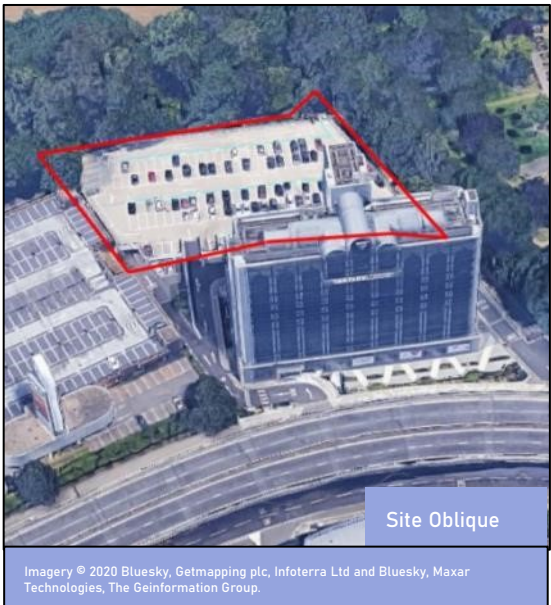 Site Oblique
Imagery © 2020 Bluesky, Getmapping plc, Infoterra Ltd and Bluesky, Maxar
Technologies, The Geinformation Group.